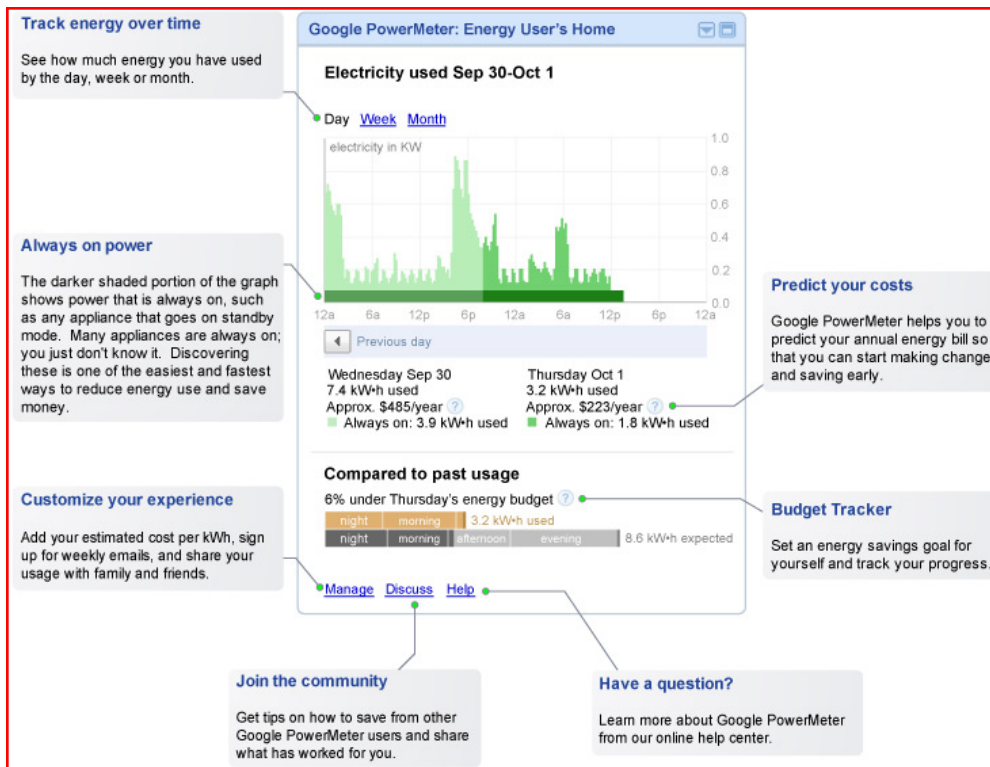 Track energy over time
See how much energy you have used
by the day, week or month.
Always on power
The darker shaded portion of the graph
shows power that is always on, such
as any appliance that goes on standby
mode. Many appliances are always on;
you just don't know it. Discovering
these is one of the easiest and fastest
ways to reduce energy use and save
money.
Customize your experience
Add your estimated cost per kWh, sign
up for weekly emails, and share your
usage with family and friends.
Google PowerMeter: Energy User's Home
Electricity used Sep 30-Oct 1
Day Week Month
electricity in KW
1.0
0.8
0.6
0.4
0.2
0.0
12a 6a 12p 6p 12a 6a 12p 6p 12a
Previous day
Wednesday Sep 30
7.4 kW•h used
Approx. $485/year ?
Always on: 3.9 kW•h used
Thursday Oct 1
3.2 kW•h used
Approx. $223/year ?
Always on: 1.8 kW•h used
Compared to past usage
6% under Thursday's energy budget ?
night morning 3.2 kW•h used
night morning afternoon evening 8.6 kW•h expected
Manage Discuss Help
Predict your costs
Google PowerMeter helps you to
predict your annual energy bill so
that you can start making change
and saving early.
Budget Tracker
Set an energy savings goal for
yourself and track your progress.
Join the community
Get tips on how to save from other
Google PowerMeter users and share
what has worked for you.
Have a question?
Learn more about Google PowerMeter
from our online help center.